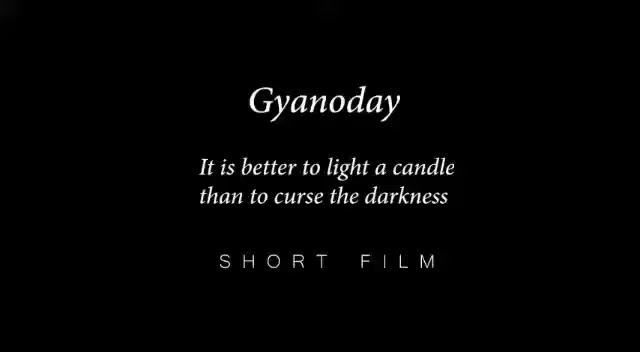 Gyanoday
It is better to light a candle
than to curse the darkness
SHORT FILM